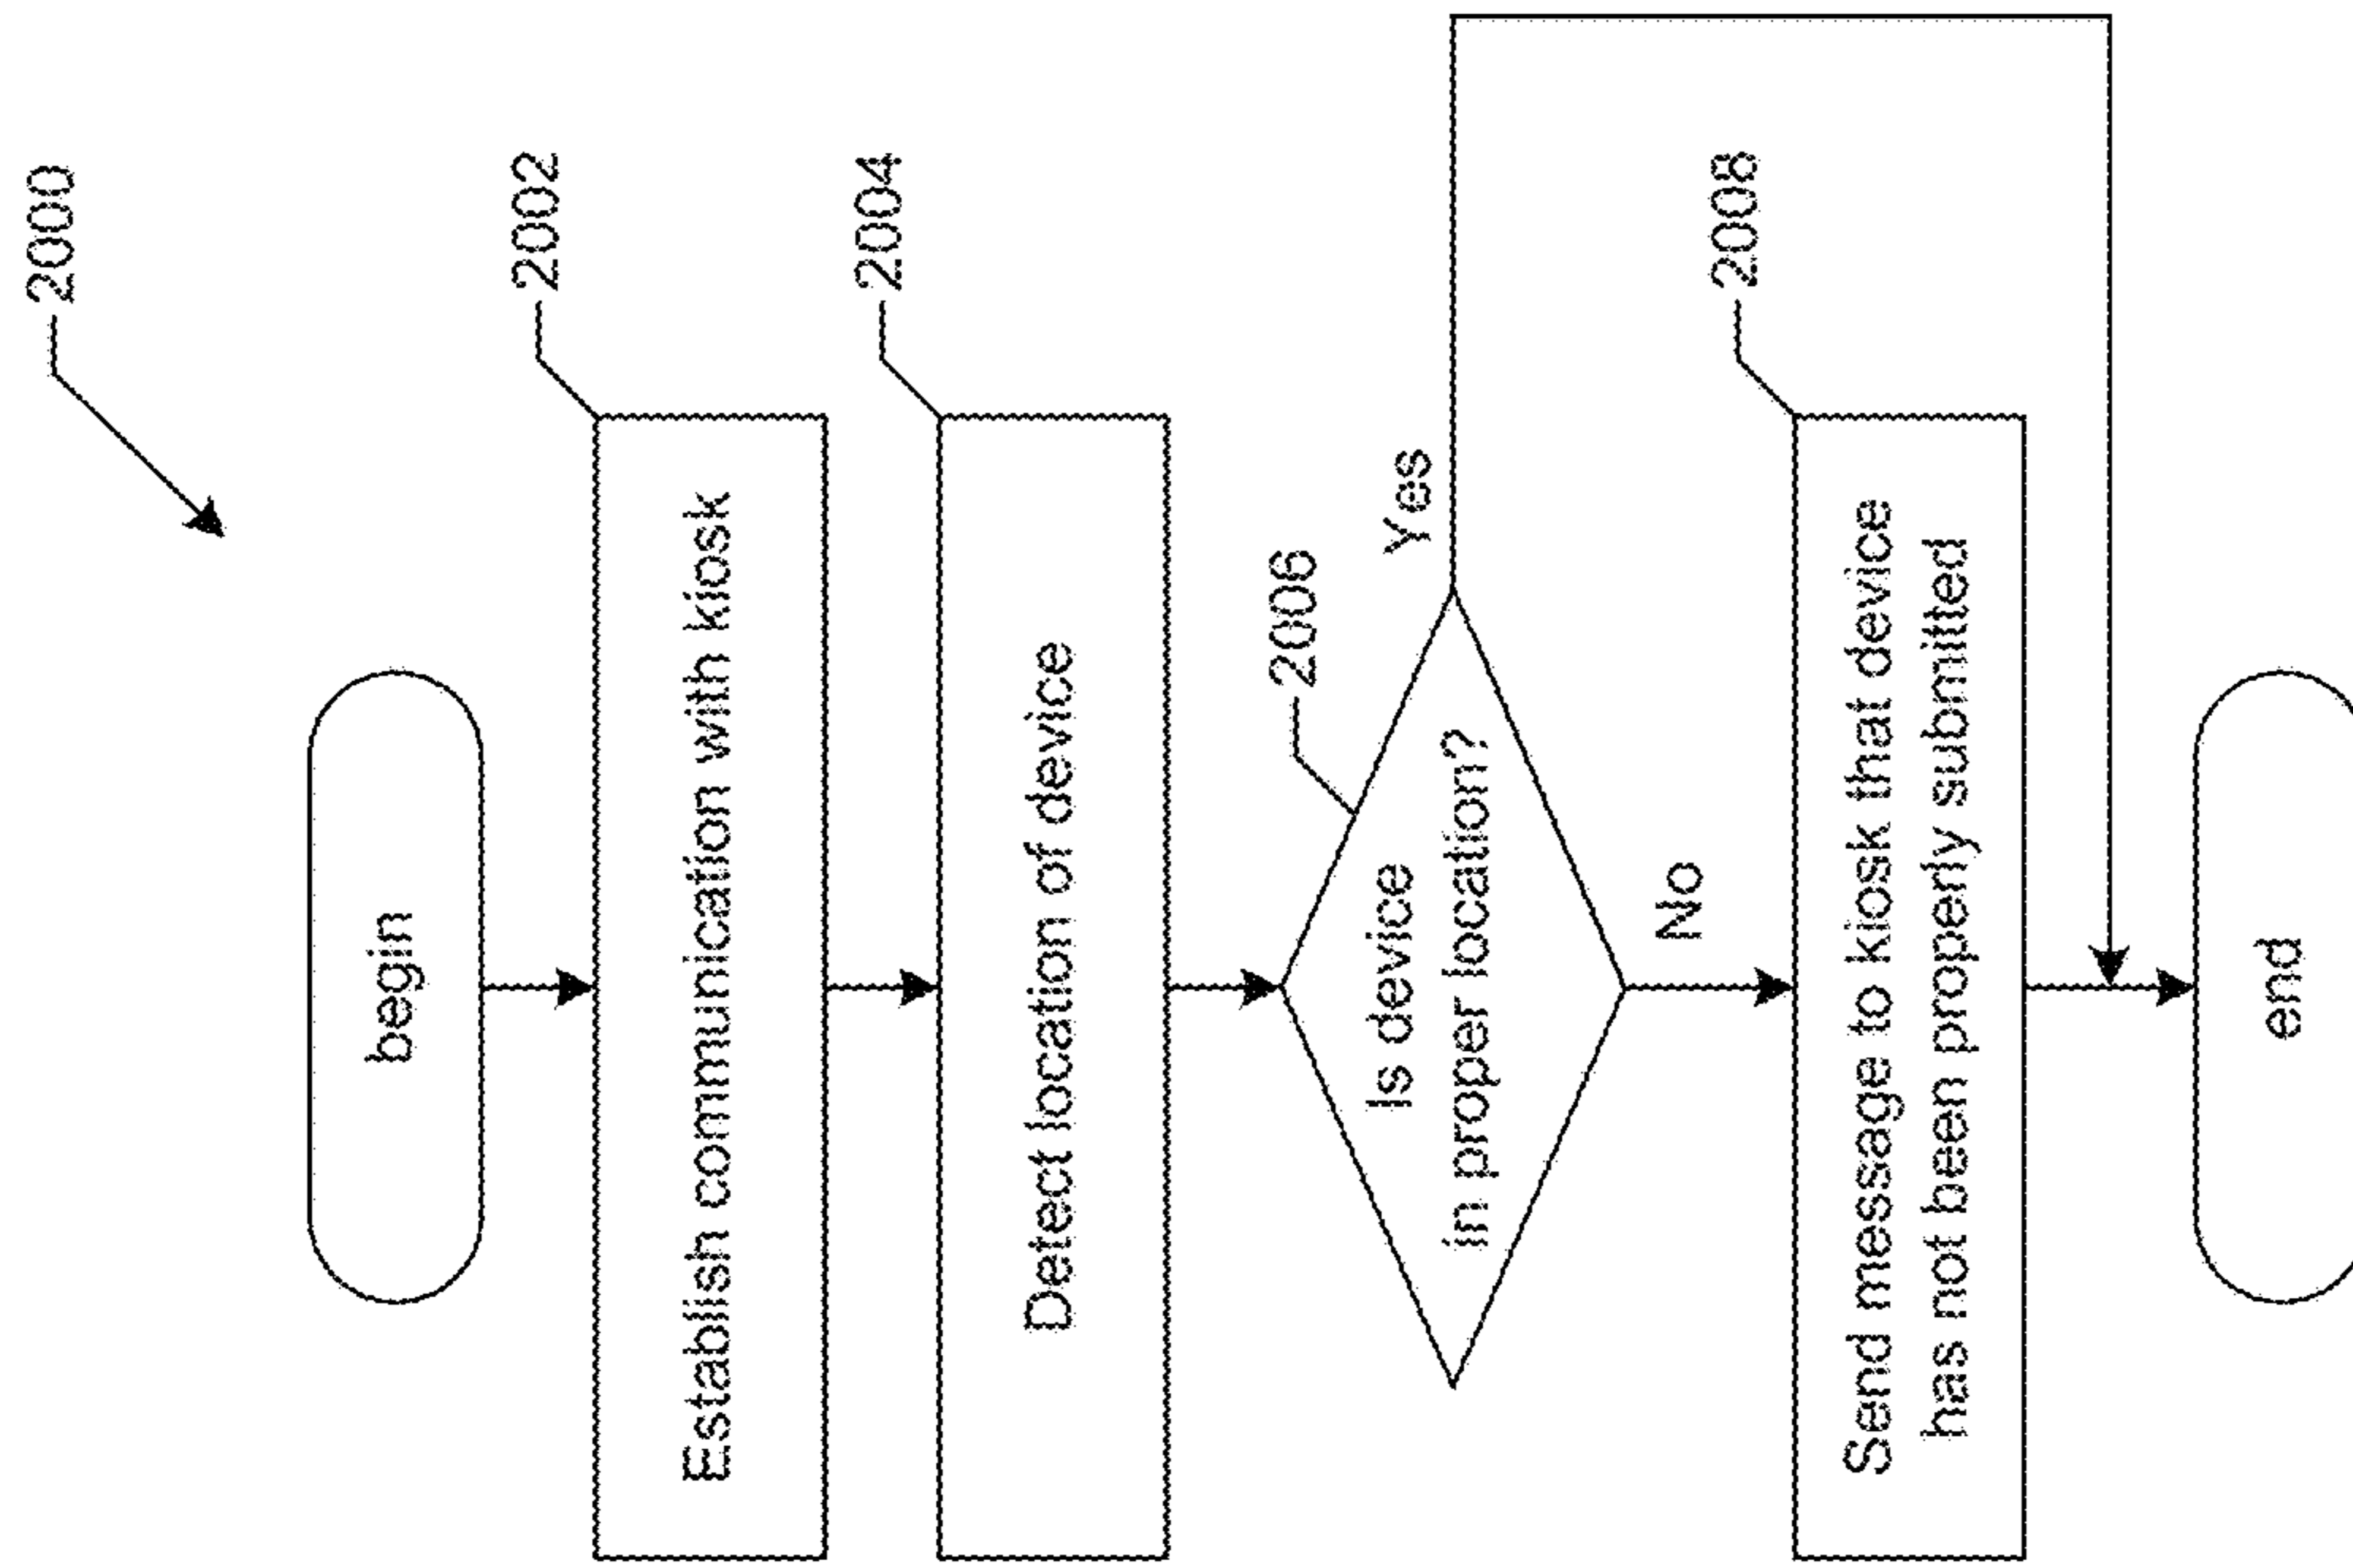 2000
begin
2002
Establish communication with kiosk
2004
Detect location of device
2006
Is device
in proper location?
Yes
No
2008
Send message to kiosk that device
has not been properly submitted
end